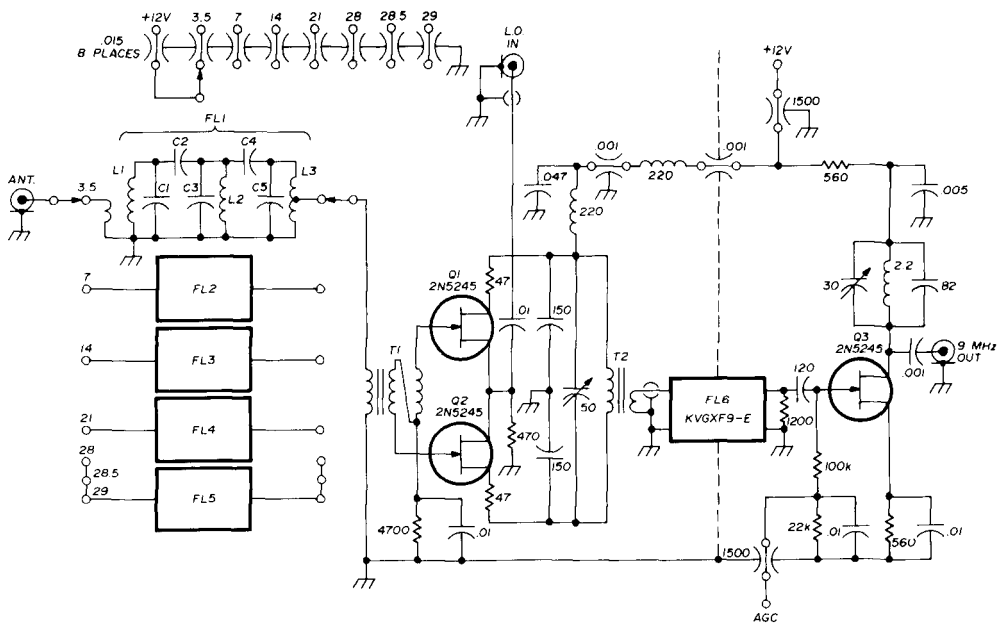 +12V 3.5 7 14 21 28 28.5 29
.015
8 PLACES
L.O.
IN
+12V
1500
FL1
C2 C4
L1 C1 C3 L2 C5 L3
ANT.
3.5
.001 .001
.047
220
560
.005
220
7
FL2
Q1
2N5245
47
.01
150
30
2.2
82
14
FL3
T1
T2
Q3
2N5245
9 MHz
OUT
.001
50
120
FL6
KVGXF9-E
1200
21
FL4
Q2
2N5245
470
150
28
28.5
29
FL5
47
100k
4700
.01
22k
.01
560
.01
1500
AGC